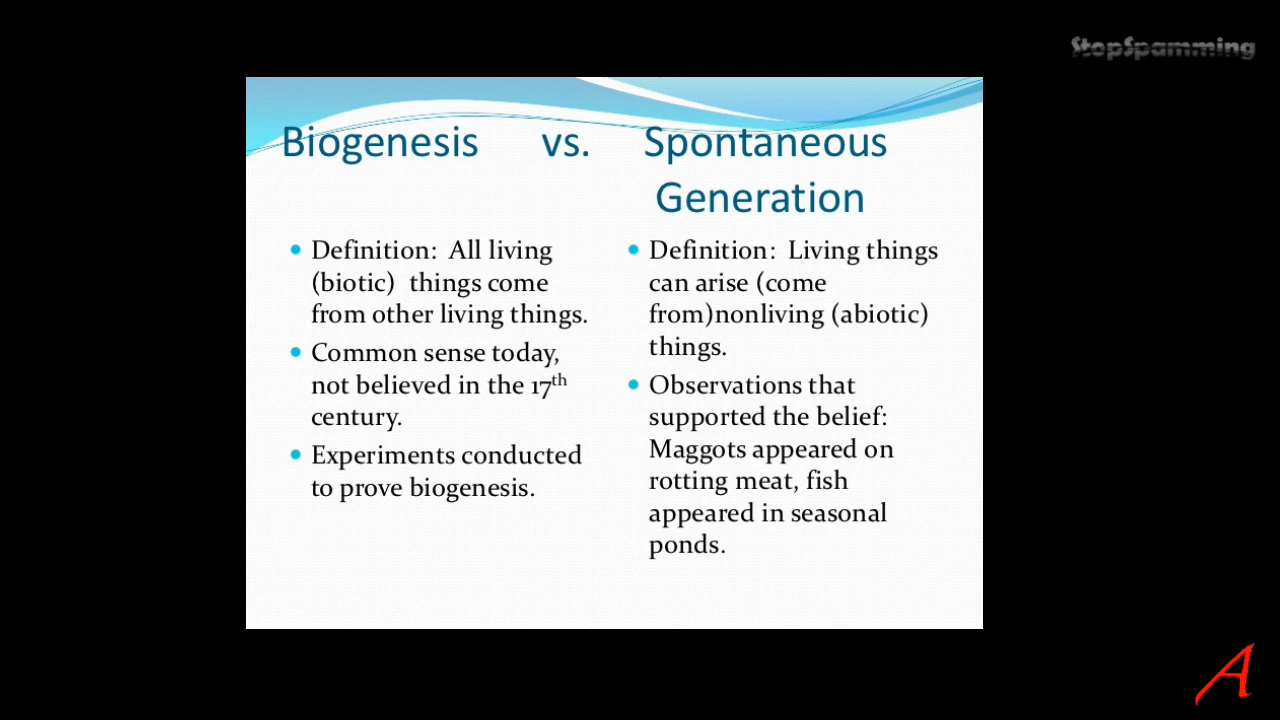 StopSpamming
Biogenesis vs. Spontaneous
Generation
Definition: All living
(biotic) things come
from other living things.
Common sense today,
not believed in the 17th
century.
Experiments conducted
to prove biogenesis.
Definition: Living things
can arise (come
from)nonliving (abiotic)
things.
Observations that
supported the belief:
Maggots appeared on
rotting meat, fish
appeared in seasonal
ponds.
A